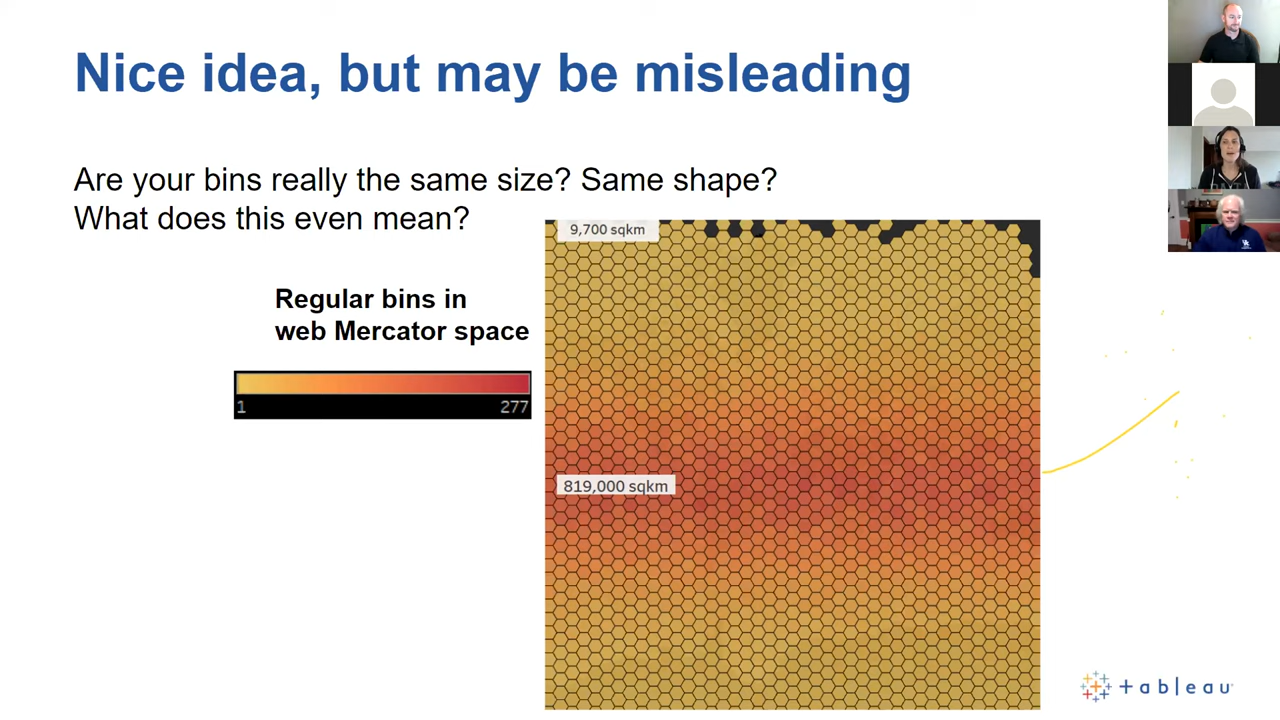 Nice idea, but may be misleading
Are your bins really the same size? Same shape?
What does this even mean?
9,700 sqkm
Regular bins in
web Mercator space
1 277
819,000 sqkm
+ableau